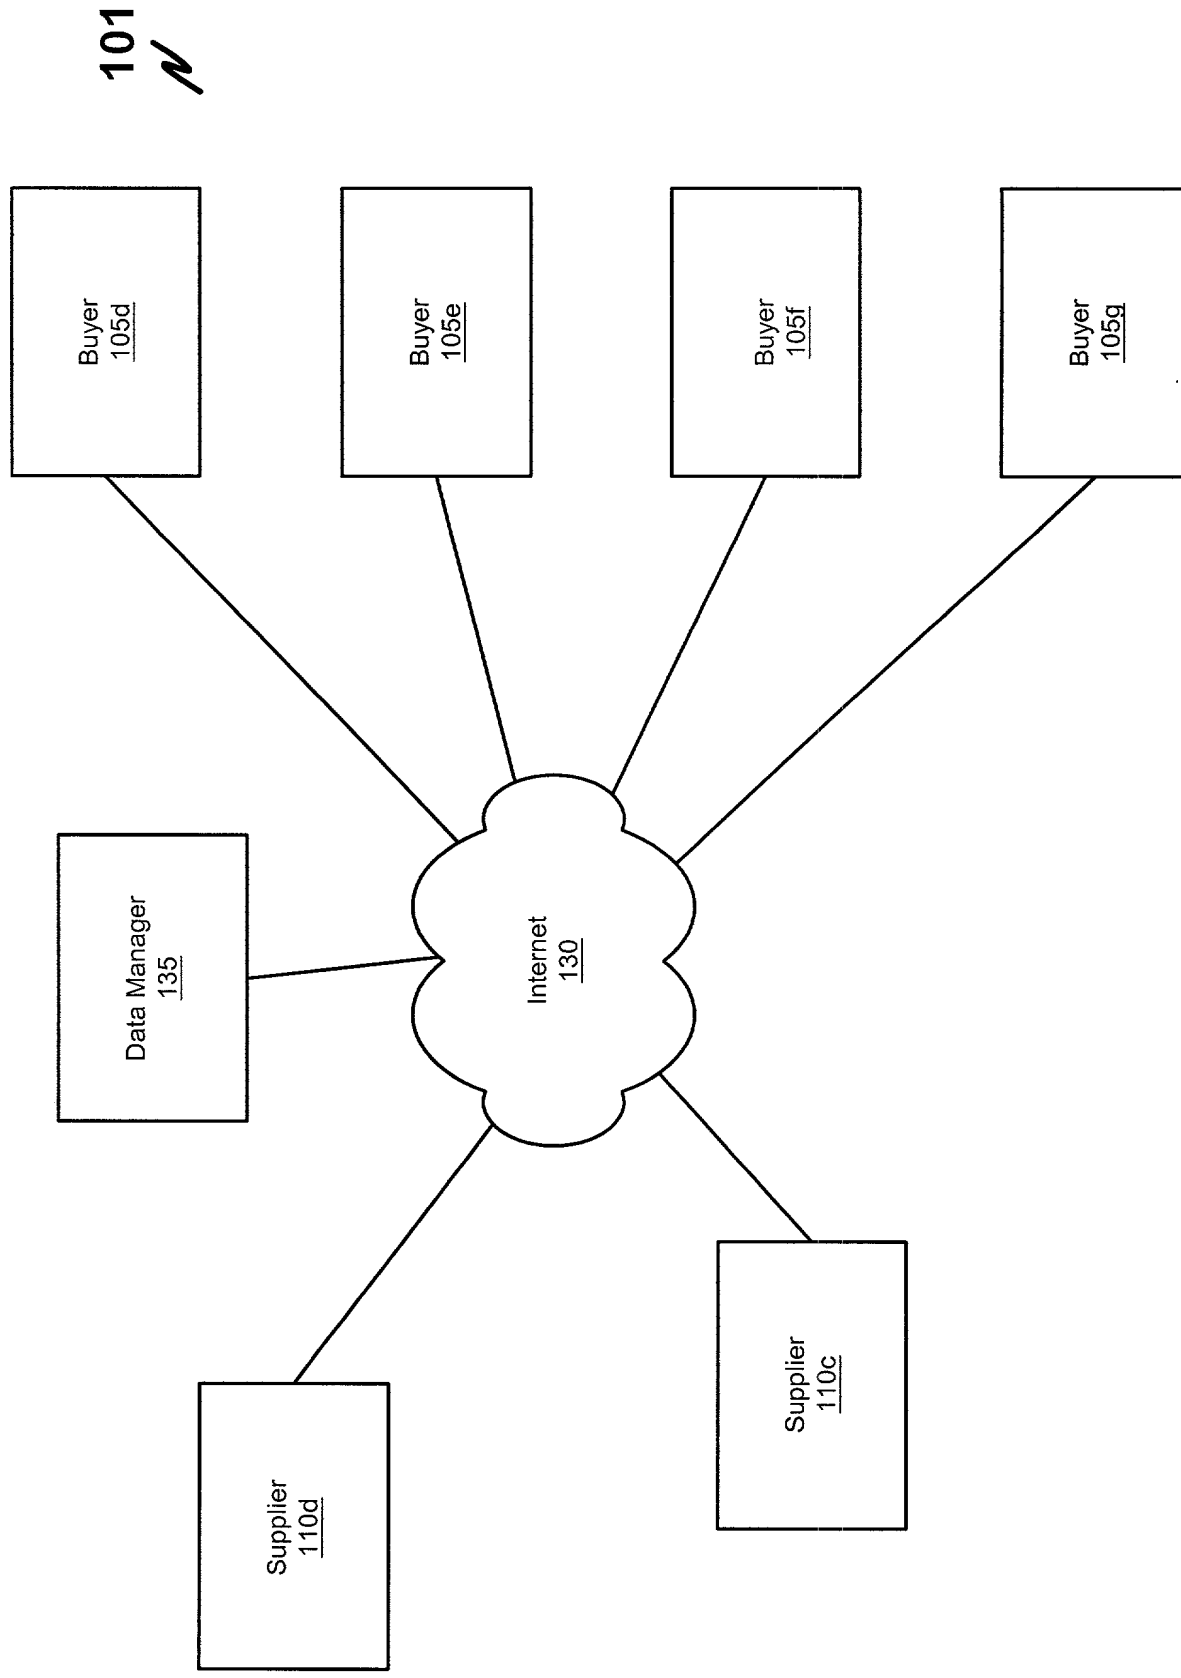 101
Data Manager
135
Supplier
110d
Buyer
105d
Buyer
105e
Internet
130
Buyer
105f
Supplier
110c
Buyer
105g